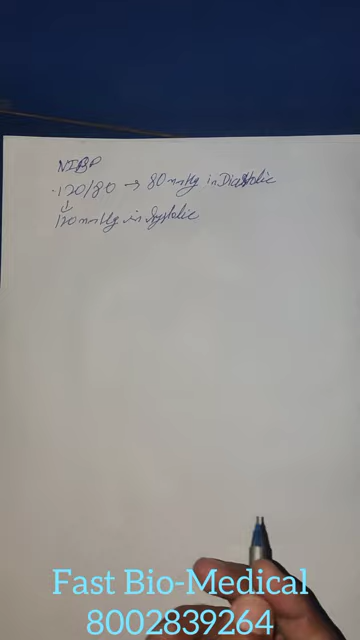 NIBP
120/80 → 80 mmHg in Diastolic
↓
120 mmHg in Systolic
Fast Bio-Medical
8002839264